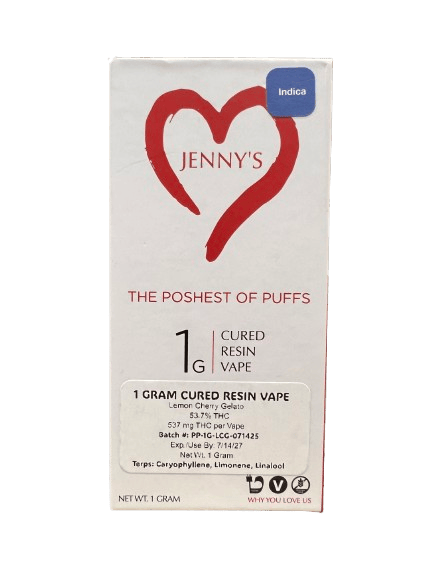 Indica
JENNY'S
THE POSHEST OF PUFFS
1G
CURED
RESIN
VAPE
1 GRAM CURED RESIN VAPE
Lemon Cherry Gelato
53.7% THC
537 mg THC per Vape
Batch #: PP-1G-LCG-071425
Exp./Use By: 7/14/27
Net Wt. 1 Gram
Terps: Caryophyllene, Limonene, Linalool
V
NET WT. 1 GRAM
WHY YOU LOVE US